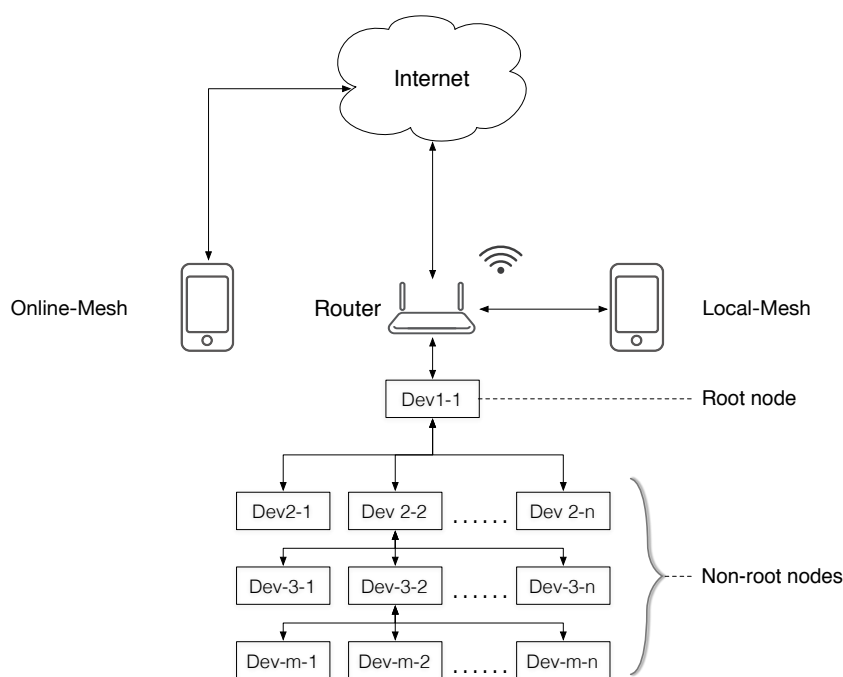 Internet
Online-Mesh
Router
Local-Mesh
Dev1-1
Root node
Dev2-1
Dev 2-2
......
Dev 2-n
Dev-3-1
Dev-3-2
......
Dev-3-n
Non-root nodes
Dev-m-1
Dev-m-2
......
Dev-m-n